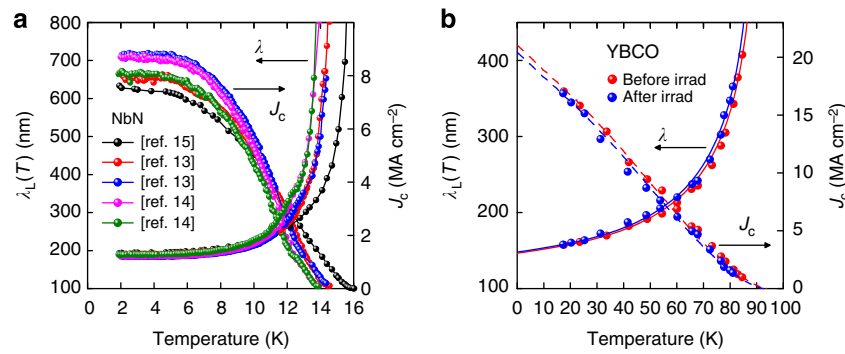 a
800
700
600
500
400
300
200
100
λL(T) (nm)
λ
Jc
NbN
[ref. 15]
[ref. 13]
[ref. 13]
[ref. 14]
[ref. 14]
8
6
4
2
0
Jc (MA cm−2)
0 2 4 6 8 10 12 14 16
Temperature (K)
b
400
300
200
100
λL(T) (nm)
YBCO
Before irrad
After irrad
λ
Jc
20
15
10
5
0
Jc (MA cm−2)
0 10 20 30 40 50 60 70 80 90 100
Temperature (K)